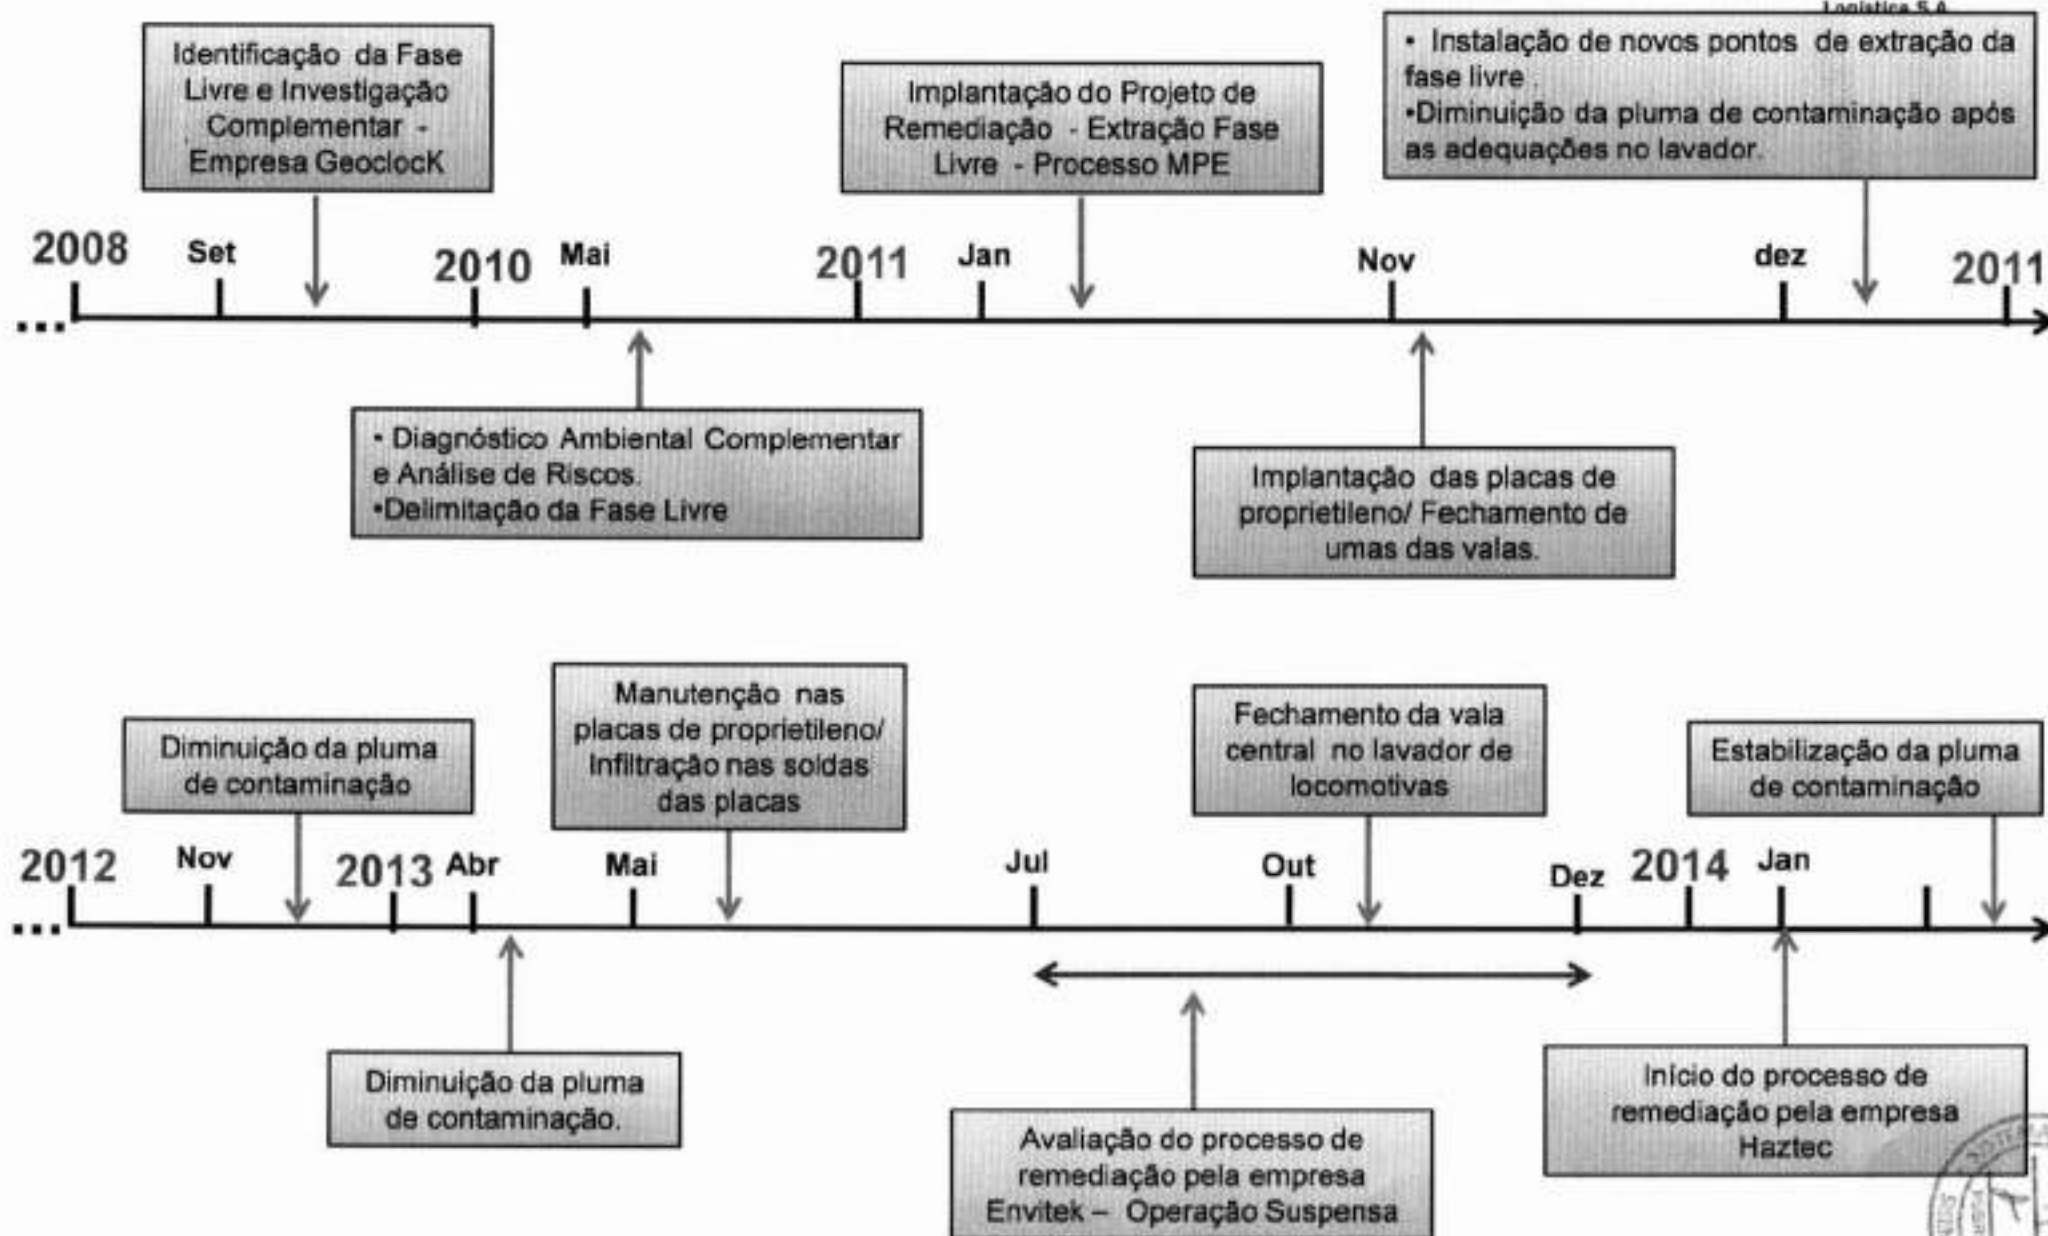 Logística S.A
Identificação da Fase
Livre e Investigação
Complementar -
Empresa GeoclocK
Implantação do Projeto de
Remediação - Extração Fase
Livre - Processo MPE
• Instalação de novos pontos de extração da
fase livre .
•Diminuição da pluma de contaminação após
as adequações no lavador.
2008 Set 2010 Mai 2011 Jan Nov dez 2011
...
• Diagnóstico Ambiental Complementar
e Análise de Riscos.
•Delimitação da Fase Livre
Implantação das placas de
proprietileno/ Fechamento de
umas das valas.
Diminuição da pluma
de contaminação
Manutenção nas
placas de proprietileno/
Infiltração nas soldas
das placas
Fechamento da vala
central no lavador de
locomotivas
Estabilização da pluma
de contaminação
2012 Nov 2013 Abr Mai Jul Out Dez 2014 Jan
...
Diminuição da pluma
de contaminação.
Avaliação do processo de
remediação pela empresa
Envitek – Operação Suspensa
Início do processo de
remediação pela empresa
Haztec